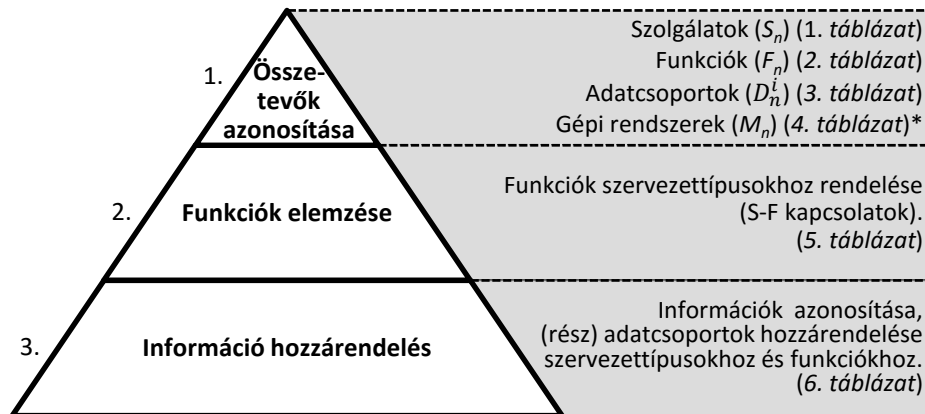 1.
Össze-
tevők
azonosítása
Szolgálatok (Sₙ) (1. táblázat)
Funkciók (Fₙ) (2. táblázat)
Adatcsoportok (Dₙⁱ) (3. táblázat)
Gépi rendszerek (Mₙ) (4. táblázat)*
2.
Funkciók elemzése
Funkciók szervezettípusokhoz rendelése
(S-F kapcsolatok).
(5. táblázat)
3.
Információ hozzárendelés
Információk azonosítása,
(rész) adatcsoportok hozzárendelése
szervezettípusokhoz és funkciókhoz.
(6. táblázat)